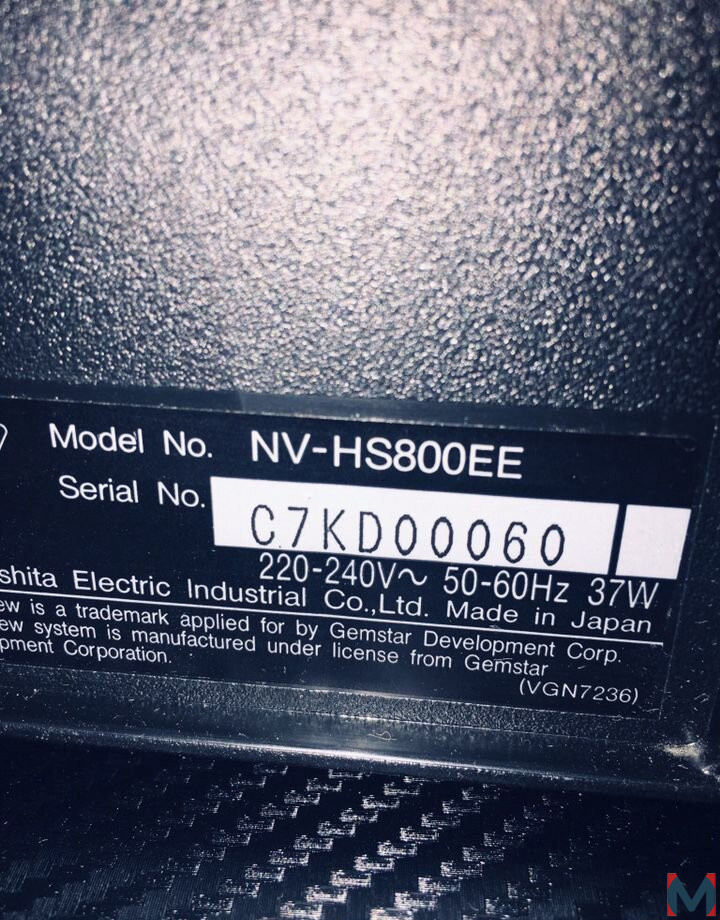 Model No. NV-HS800EE
Serial No. C7KD00060
220-240V~ 50-60Hz 37W
shita Electric Industrial Co.,Ltd. Made in Japan
ew is a trademark applied for by Gemstar Development Corp.
ew system is manufactured under license from Gemstar
pment Corporation.
(VGN7236)
M